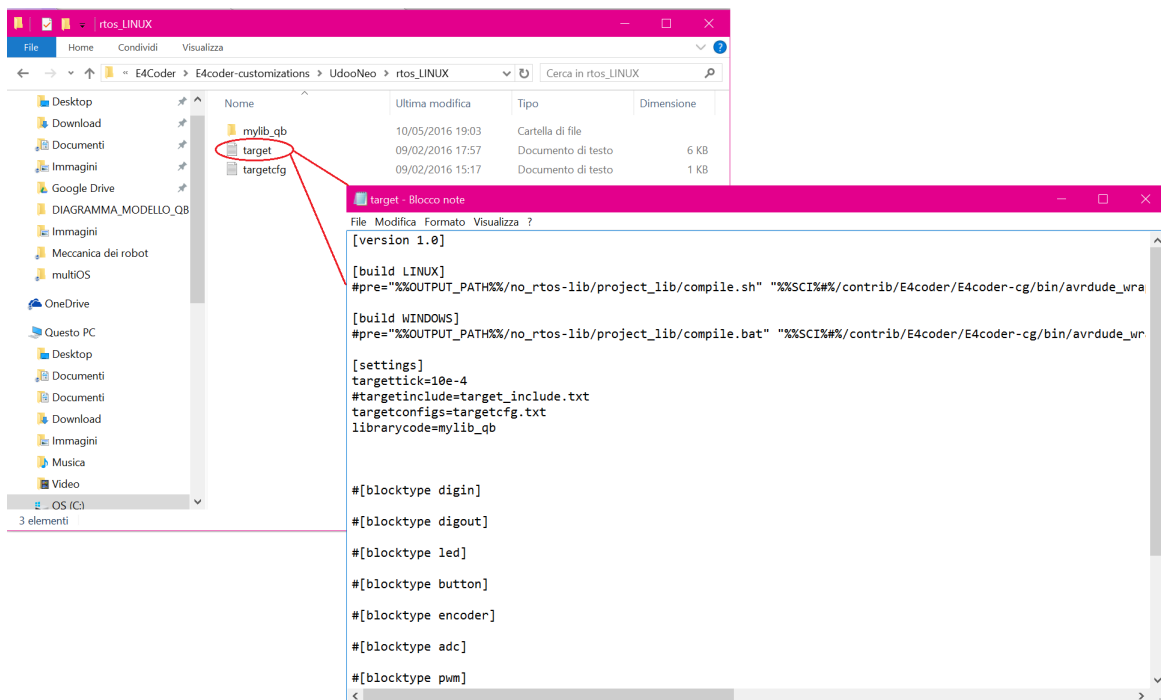 rtos_LINUX
File Home Condividi Visualizza
« E4Coder > E4coder-customizations > UdooNeo > rtos_LINUX
Cerca in rtos_LINUX
Desktop
Download
Documenti
Immagini
Google Drive
DIAGRAMMA_MODELLO_QB
Immagini
Meccanica dei robot
multiOS
OneDrive
Questo PC
Desktop
Documenti
Documenti
Download
Immagini
Musica
Video
OS (C:)
3 elementi
Nome Ultima modifica Tipo Dimensione
mylib_qb 10/05/2016 19:03 Cartella di file
target 09/02/2016 17:57 Documento di testo 6 KB
targetcfg 09/02/2016 15:17 Documento di testo 1 KB
target - Blocco note
File Modifica Formato Visualizza ?
[version 1.0]
[build LINUX]
#pre="%%OUTPUT_PATH%%/no_rtos-lib/project_lib/compile.sh" "%%SCI%#%/contrib/E4coder/E4coder-cg/bin/avrdude_wra
[build WINDOWS]
#pre="%%OUTPUT_PATH%%/no_rtos-lib/project_lib/compile.bat" "%%SCI%#%/contrib/E4coder/E4coder-cg/bin/avrdude_wr
[settings]
targettick=10e-4
#targetinclude=target_include.txt
targetconfigs=targetcfg.txt
librarycode=mylib_qb
#[blocktype digin]
#[blocktype digout]
#[blocktype led]
#[blocktype button]
#[blocktype encoder]
#[blocktype adc]
#[blocktype pwm]